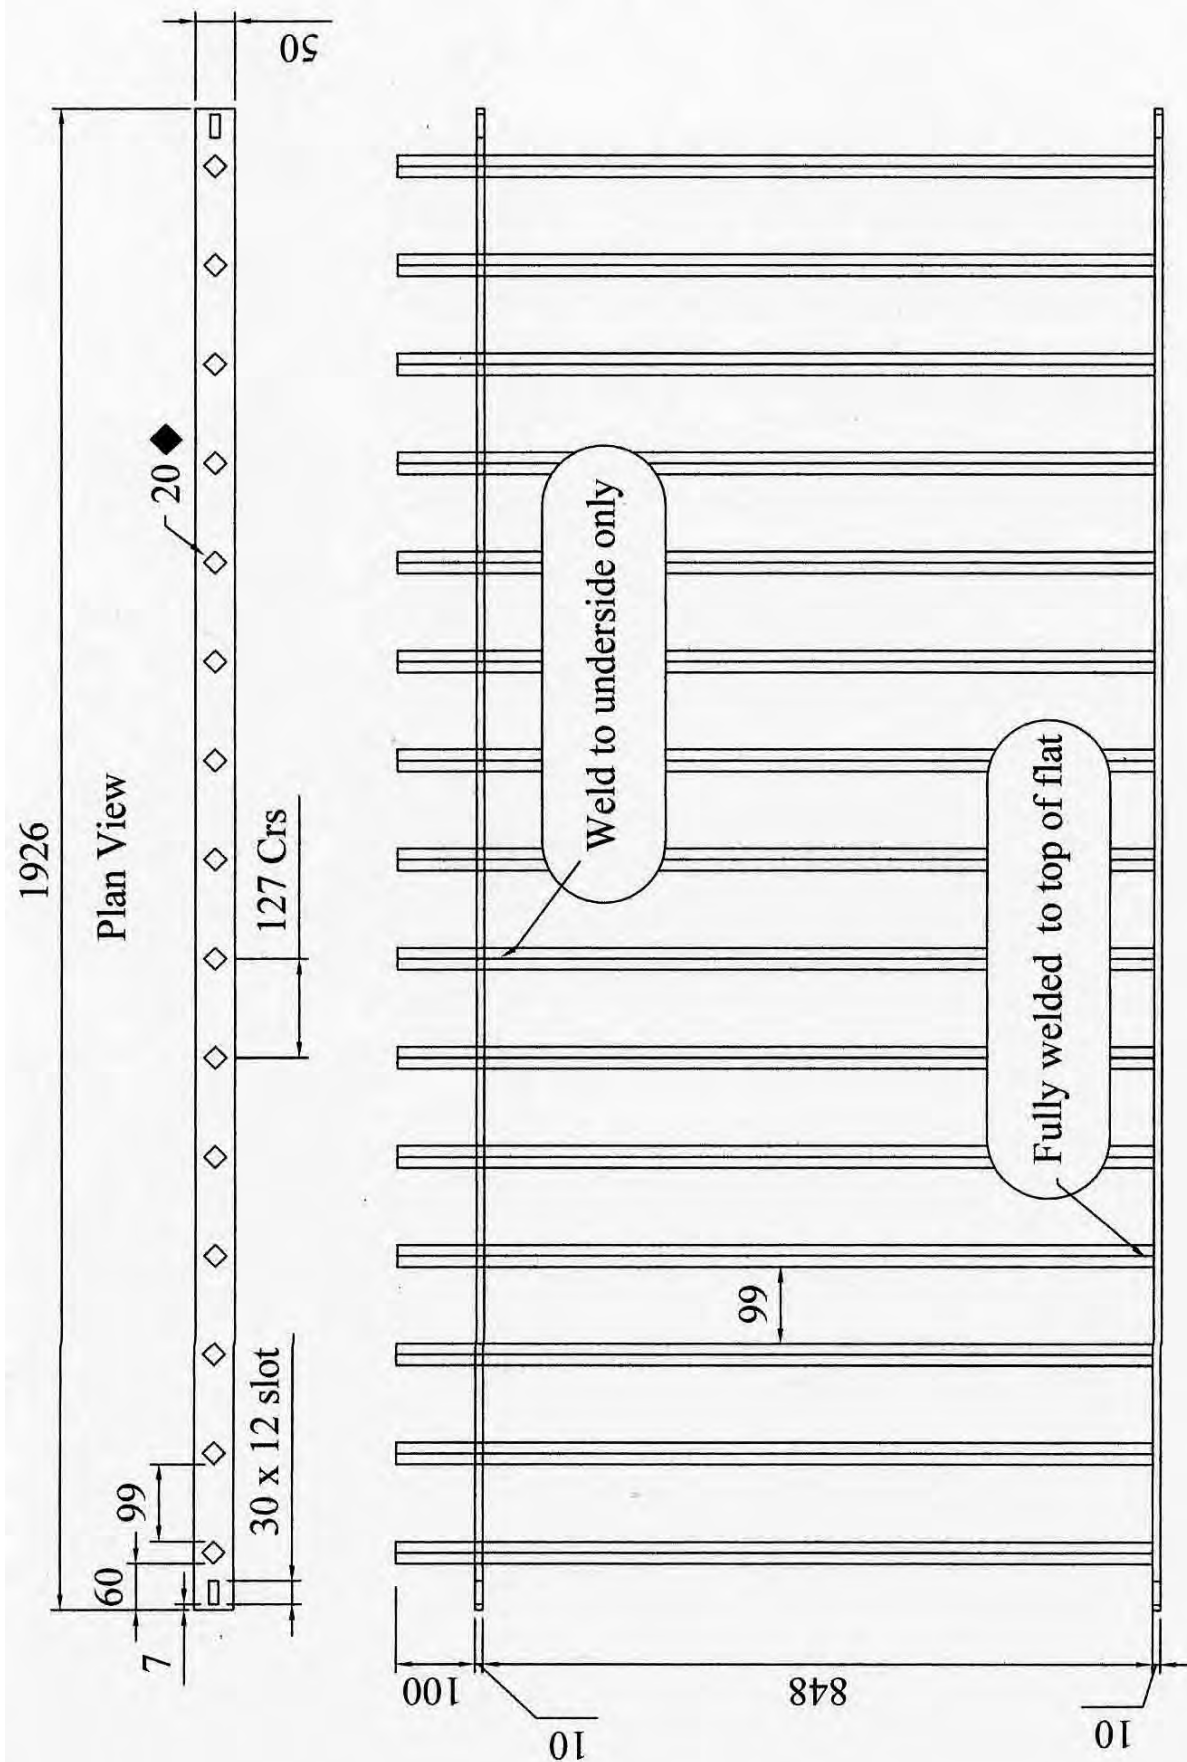 1926
Plan View
20 ◆
50
7
60
99
30 x 12 slot
127 Crs
100
10
Weld to underside only
99
848
Fully welded to top of flat
10